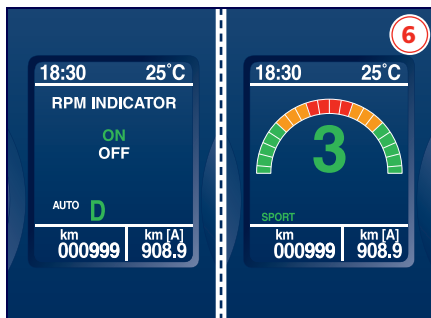 6
18:30 25°C
RPM INDICATOR
ON
OFF
AUTO D
km km [A]
000999 908.9
18:30 25°C
3
SPORT
km km [A]
000999 908.9